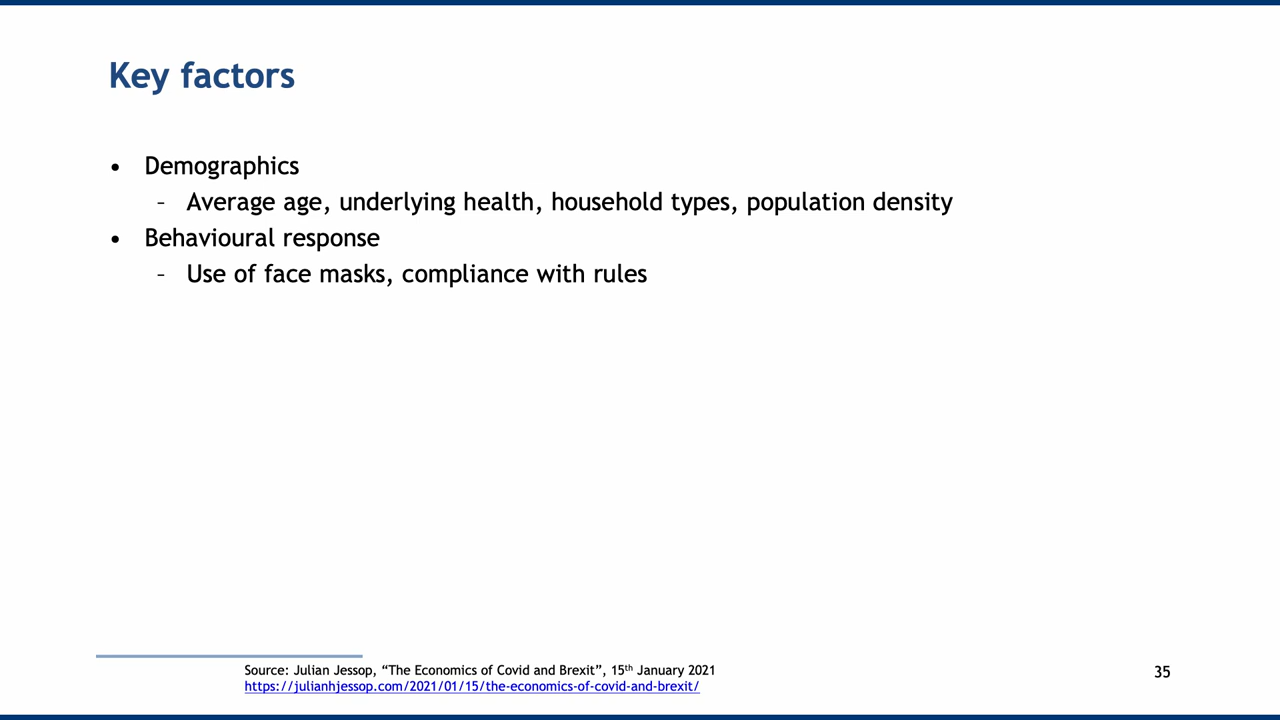 Key factors
• Demographics
– Average age, underlying health, household types, population density
• Behavioural response
– Use of face masks, compliance with rules
Source: Julian Jessop, “The Economics of Covid and Brexit”, 15th January 2021
https://julianhjessop.com/2021/01/15/the-economics-of-covid-and-brexit/
35